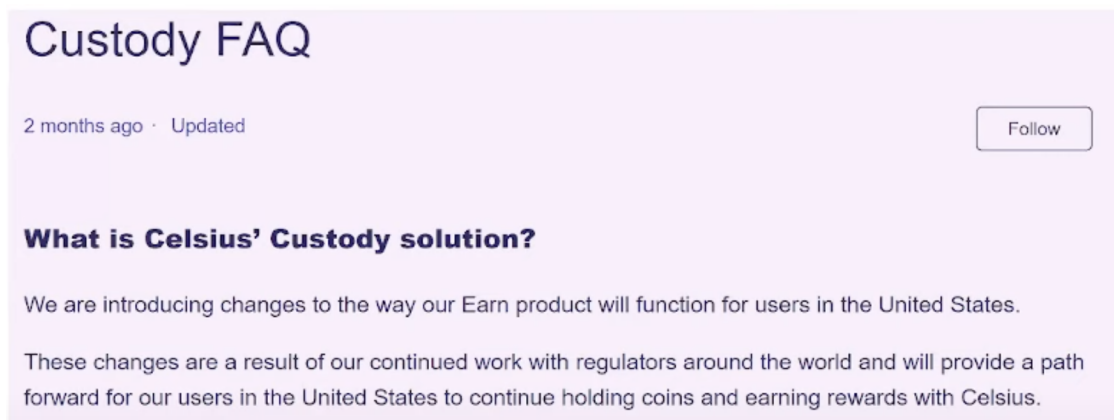 Custody FAQ
2 months ago · Updated
Follow
What is Celsius’ Custody solution?
We are introducing changes to the way our Earn product will function for users in the United States.
These changes are a result of our continued work with regulators around the world and will provide a path
forward for our users in the United States to continue holding coins and earning rewards with Celsius.